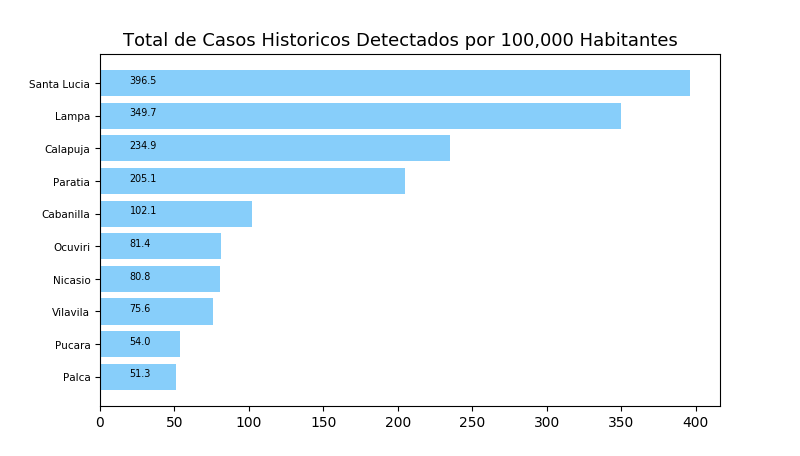 Total de Casos Historicos Detectados por 100,000 Habitantes
Santa Lucia 396.5
Lampa 349.7
Calapuja 234.9
Paratia 205.1
Cabanilla 102.1
Ocuviri 81.4
Nicasio 80.8
Vilavila 75.6
Pucara 54.0
Palca 51.3
0 50 100 150 200 250 300 350 400